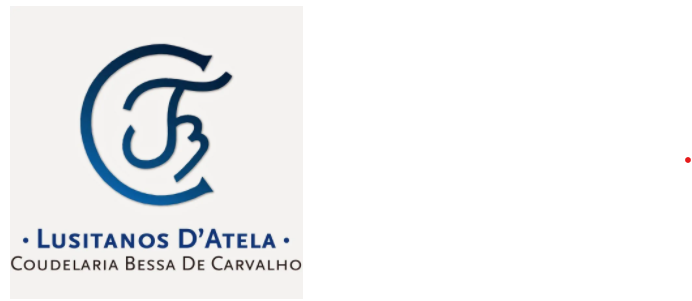 • LUSITANOS D'ATELA •
COUDELARIA BESSA DE CARVALHO